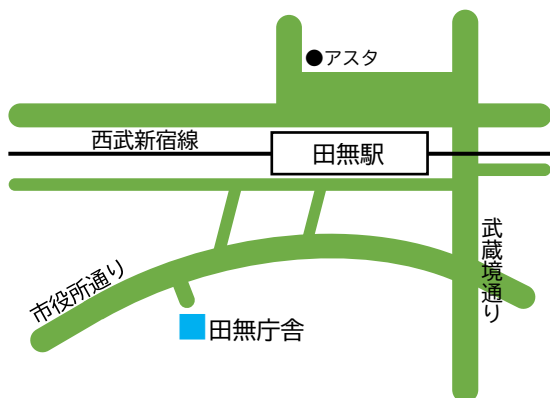 ●アスタ
西武新宿線
田無駅
武蔵境通り
市役所通り
田無庁舎